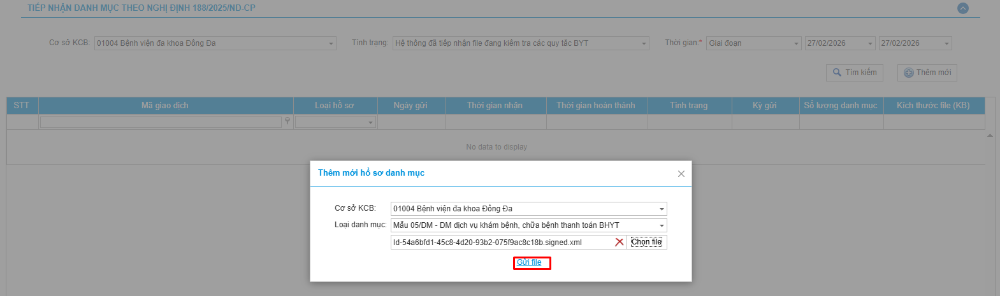 TIẾP NHẬN DANH MỤC THEO NGHỊ ĐỊNH 188/2025/NĐ-CP
Cơ sở KCB: 01004 Bệnh viện đa khoa Đống Đa Tình trạng: Hệ thống đã tiếp nhận file đang kiểm tra các quy tắc BYT Thời gian:* Giai đoạn 27/02/2026 27/02/2026
Tìm kiếm Thêm mới
STT Mã giao dịch Loại hồ sơ Ngày gửi Thời gian nhận Thời gian hoàn thành Tình trạng Kỳ gửi Số lượng danh mục Kích thước file (KB)
No data to display
Thêm mới hồ sơ danh mục
Cơ sở KCB: 01004 Bệnh viện đa khoa Đống Đa
Loại danh mục: Mẫu 05/DM - DM dịch vụ khám bệnh, chữa bệnh thanh toán BHYT
Id-54a6bfd1-45c8-4d20-93b2-075f9ac8c18b.signed.xml Chọn file
Gửi file